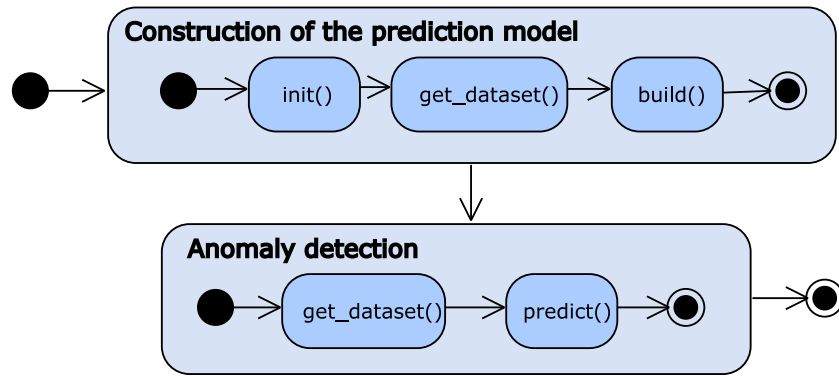 Construction of the prediction model
init()
get_dataset()
build()
Anomaly detection
get_dataset()
predict()